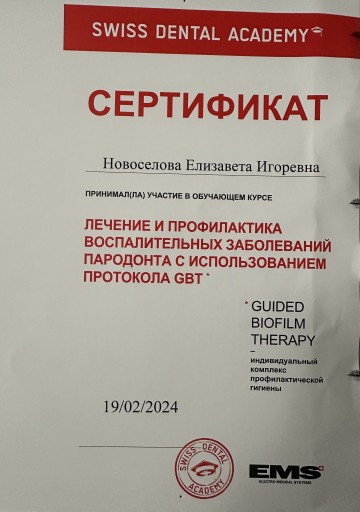 SWISS DENTAL ACADEMY
СЕРТИФИКАТ
Новоселова Елизавета Игоревна
ПРИНИМАЛ(ЛА) УЧАСТИЕ В ОБУЧАЮЩЕМ КУРСЕ
ЛЕЧЕНИЕ И ПРОФИЛАКТИКА
ВОСПАЛИТЕЛЬНЫХ ЗАБОЛЕВАНИЙ
ПАРОДОНТА С ИСПОЛЬЗОВАНИЕМ
ПРОТОКОЛА GBT *
* GUIDED
BIOFILM
THERAPY
–
индивидуальный
комплекс
профилактической
гигиены
19/02/2024
SWISS DENTAL
ACADEMY
EMS
ELECTRO MEDICAL SYSTEMS